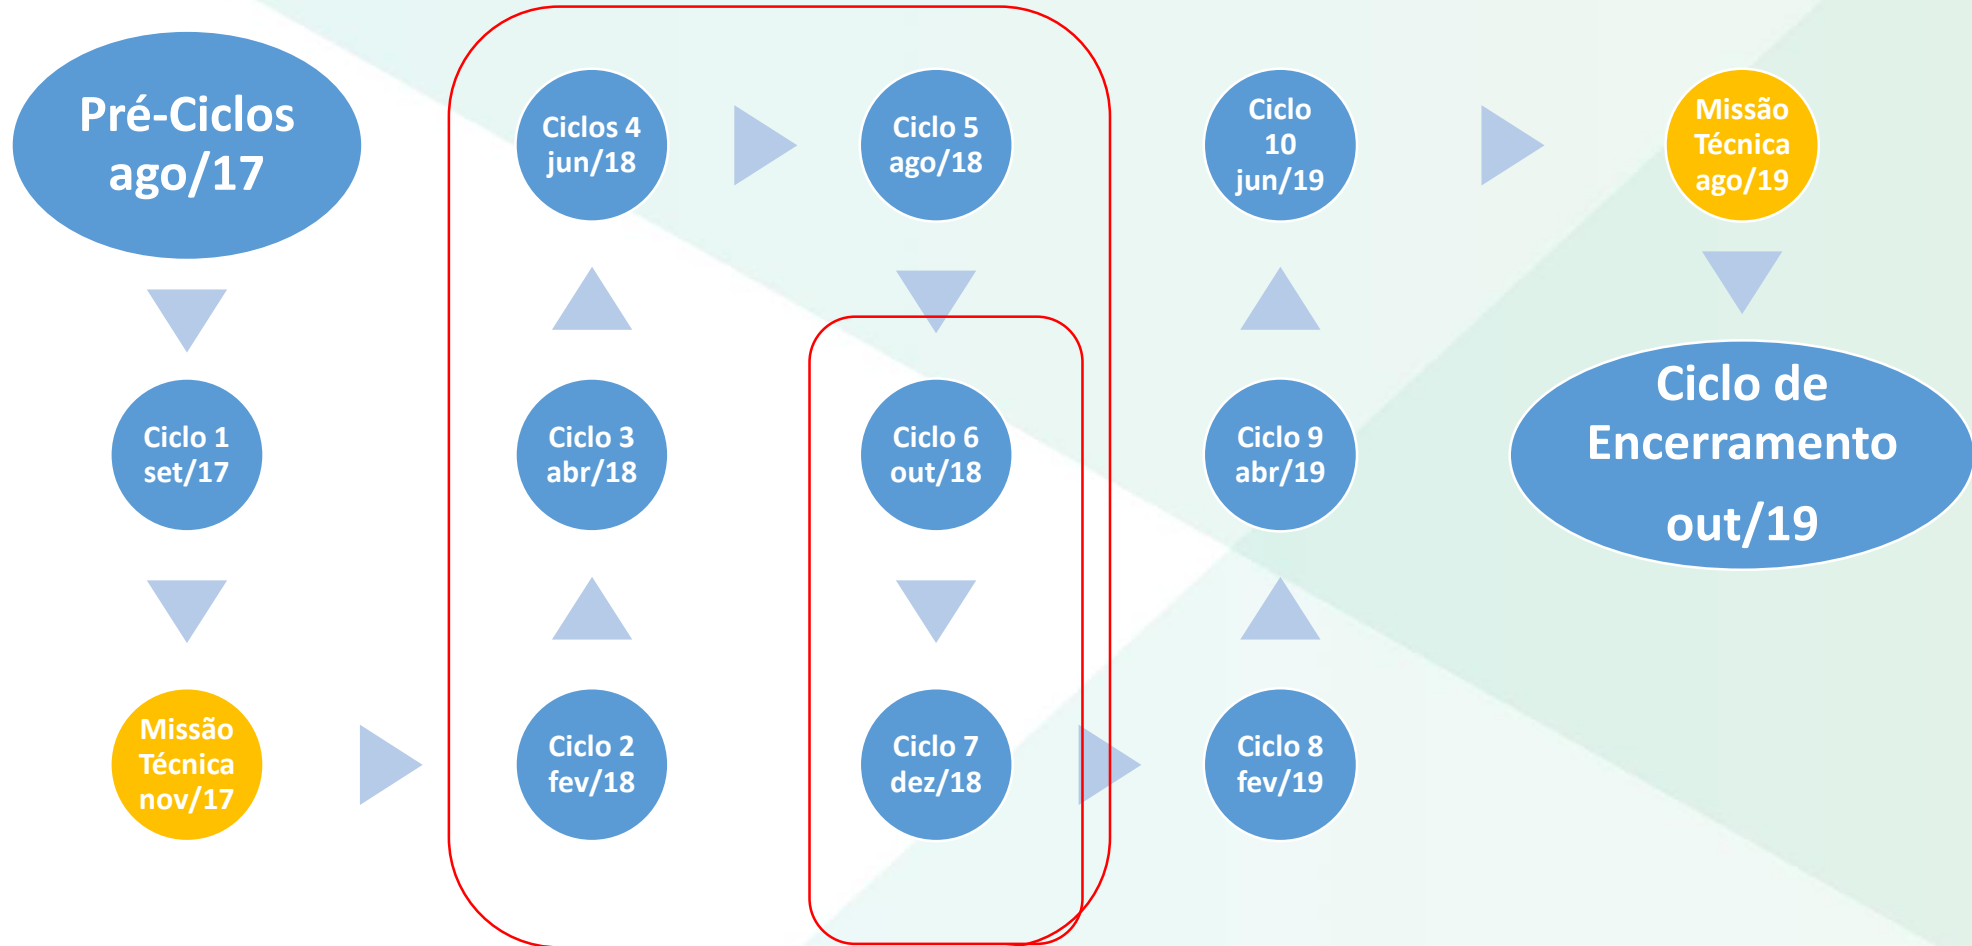 Pré-Ciclos
ago/17
Ciclo 1
set/17
Missão
Técnica
nov/17
Ciclo 2
fev/18
Ciclo 3
abr/18
Ciclos 4
jun/18
Ciclo 5
ago/18
Ciclo 6
out/18
Ciclo 7
dez/18
Ciclo 8
fev/19
Ciclo 9
abr/19
Ciclo
10
jun/19
Missão
Técnica
ago/19
Ciclo de
Encerramento
out/19